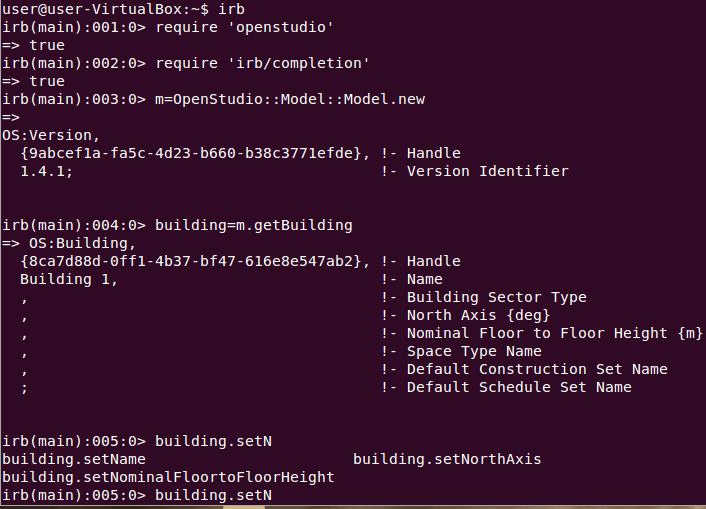 user@user-VirtualBox:~$ irb
irb(main):001:0> require 'openstudio'
=> true
irb(main):002:0> require 'irb/completion'
=> true
irb(main):003:0> m=OpenStudio::Model::Model.new
=>
OS:Version,
  {9abcef1a-fa5c-4d23-b660-b38c3771efde}, !- Handle
  1.4.1;                                  !- Version Identifier
irb(main):004:0> building=m.getBuilding
=> OS:Building,
  {8ca7d88d-0ff1-4b37-bf47-616e8e547ab2}, !- Handle
  Building 1,                             !- Name
  ,                                       !- Building Sector Type
  ,                                       !- North Axis {deg}
  ,                                       !- Nominal Floor to Floor Height {m}
  ,                                       !- Space Type Name
  ,                                       !- Default Construction Set Name
  ;                                       !- Default Schedule Set Name
irb(main):005:0> building.setN
building.setName                       building.setNorthAxis
building.setNominalFloortoFloorHeight
irb(main):005:0> building.setN